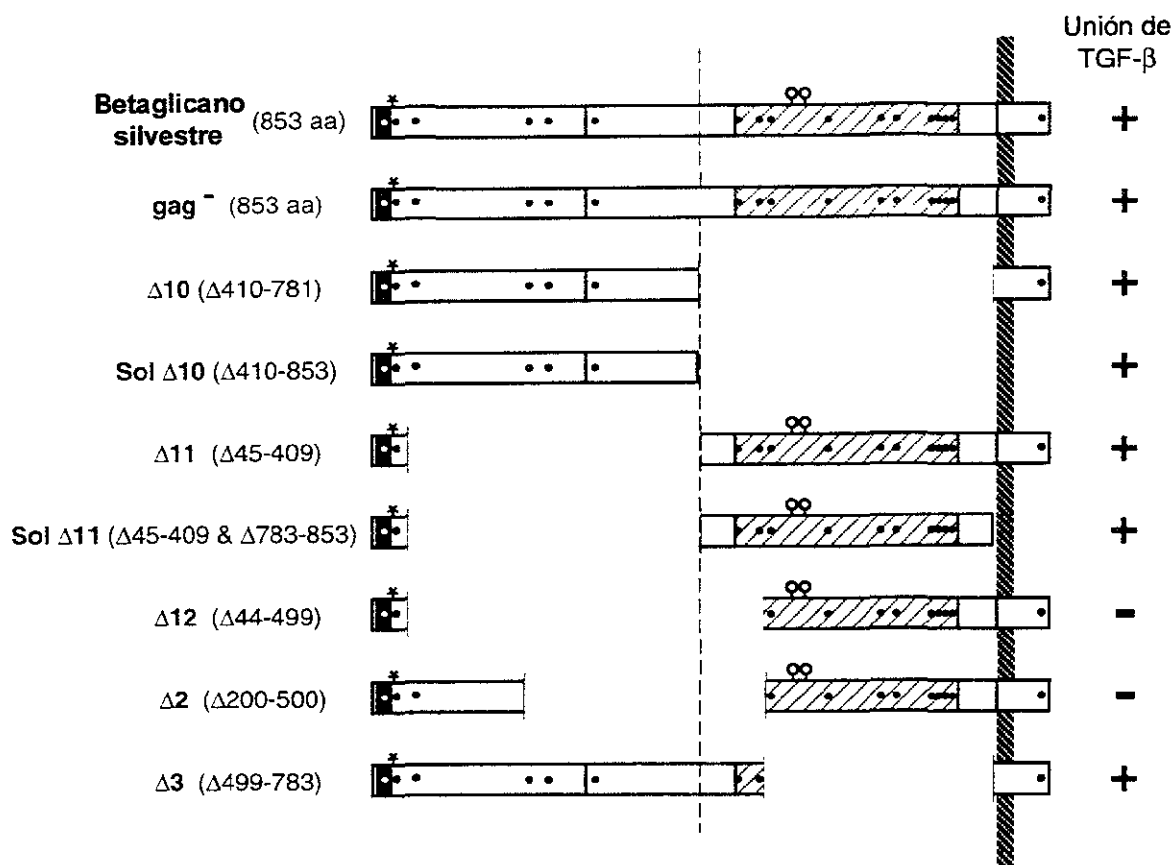 Unión de
TGF-β
Betaglicano
silvestre (853 aa)
+
gag⁻ (853 aa)
+
Δ10 (Δ410-781)
+
Sol Δ10 (Δ410-853)
+
Δ11 (Δ45-409)
+
Sol Δ11 (Δ45-409 & Δ783-853)
+
Δ12 (Δ44-499)
-
Δ2 (Δ200-500)
-
Δ3 (Δ499-783)
+